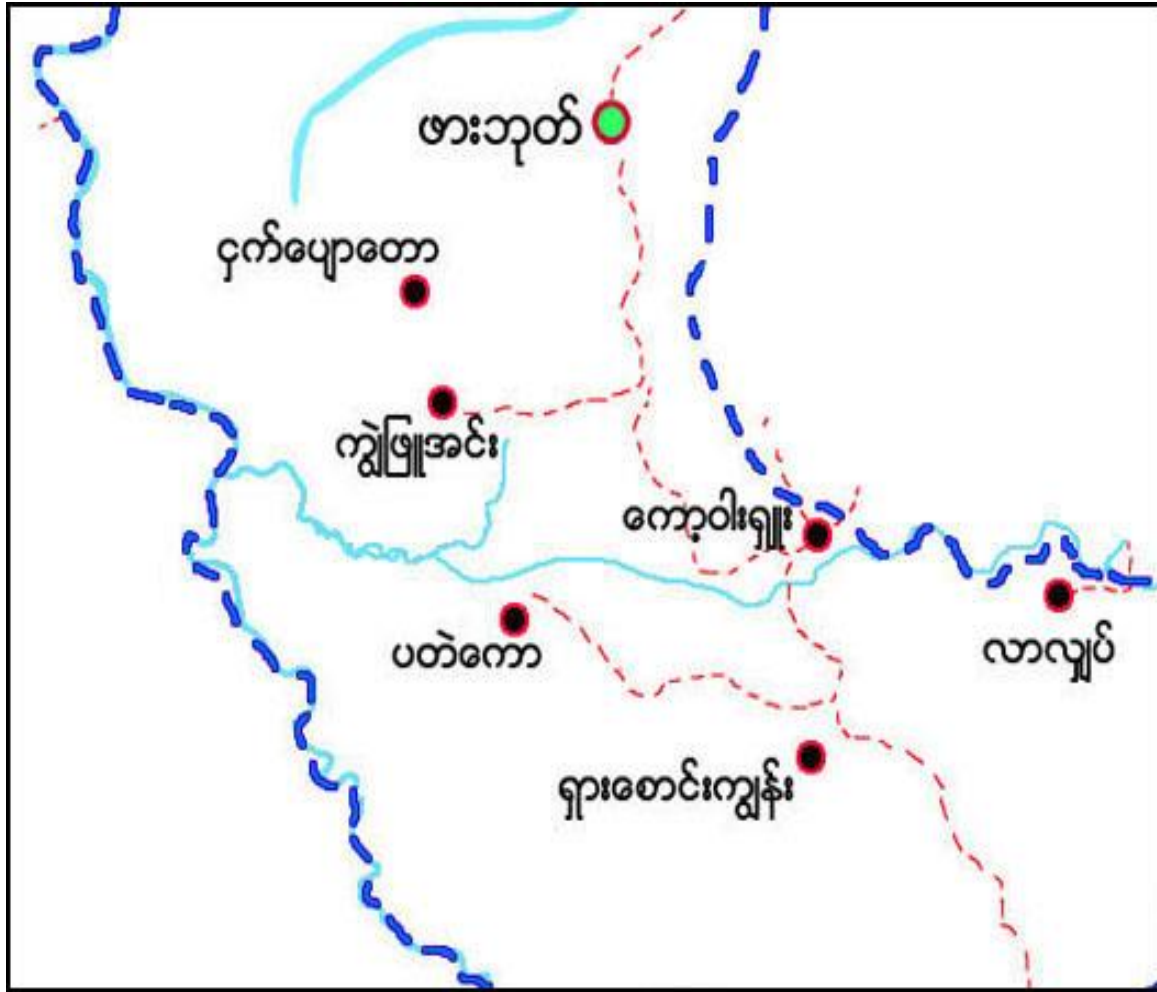 ဖားဘုတ်
ငှက်ပျောတော
ကျွဲဖြူအင်း
ကော့ဝါးရှူး
ပတဲကော
လာလျှပ်
ရှားစောင်းကျွန်း